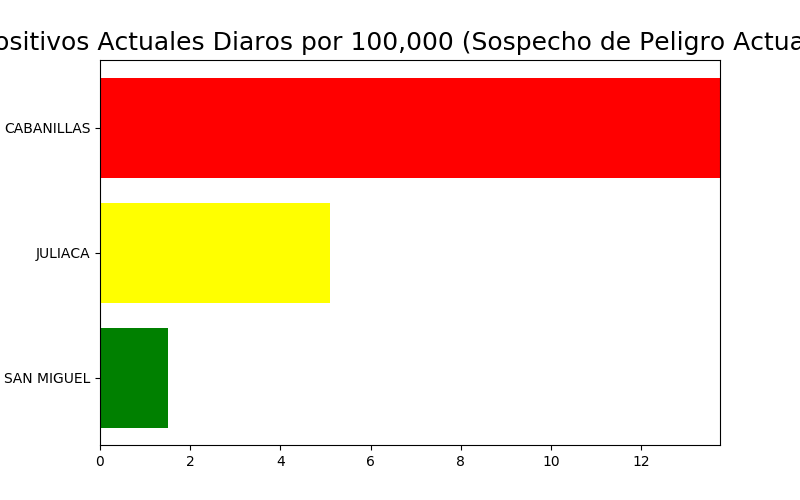 ositivos Actuales Diaros por 100,000 (Sospecho de Peligro Actua
CABANILLAS
JULIACA
SAN MIGUEL
0 2 4 6 8 10 12